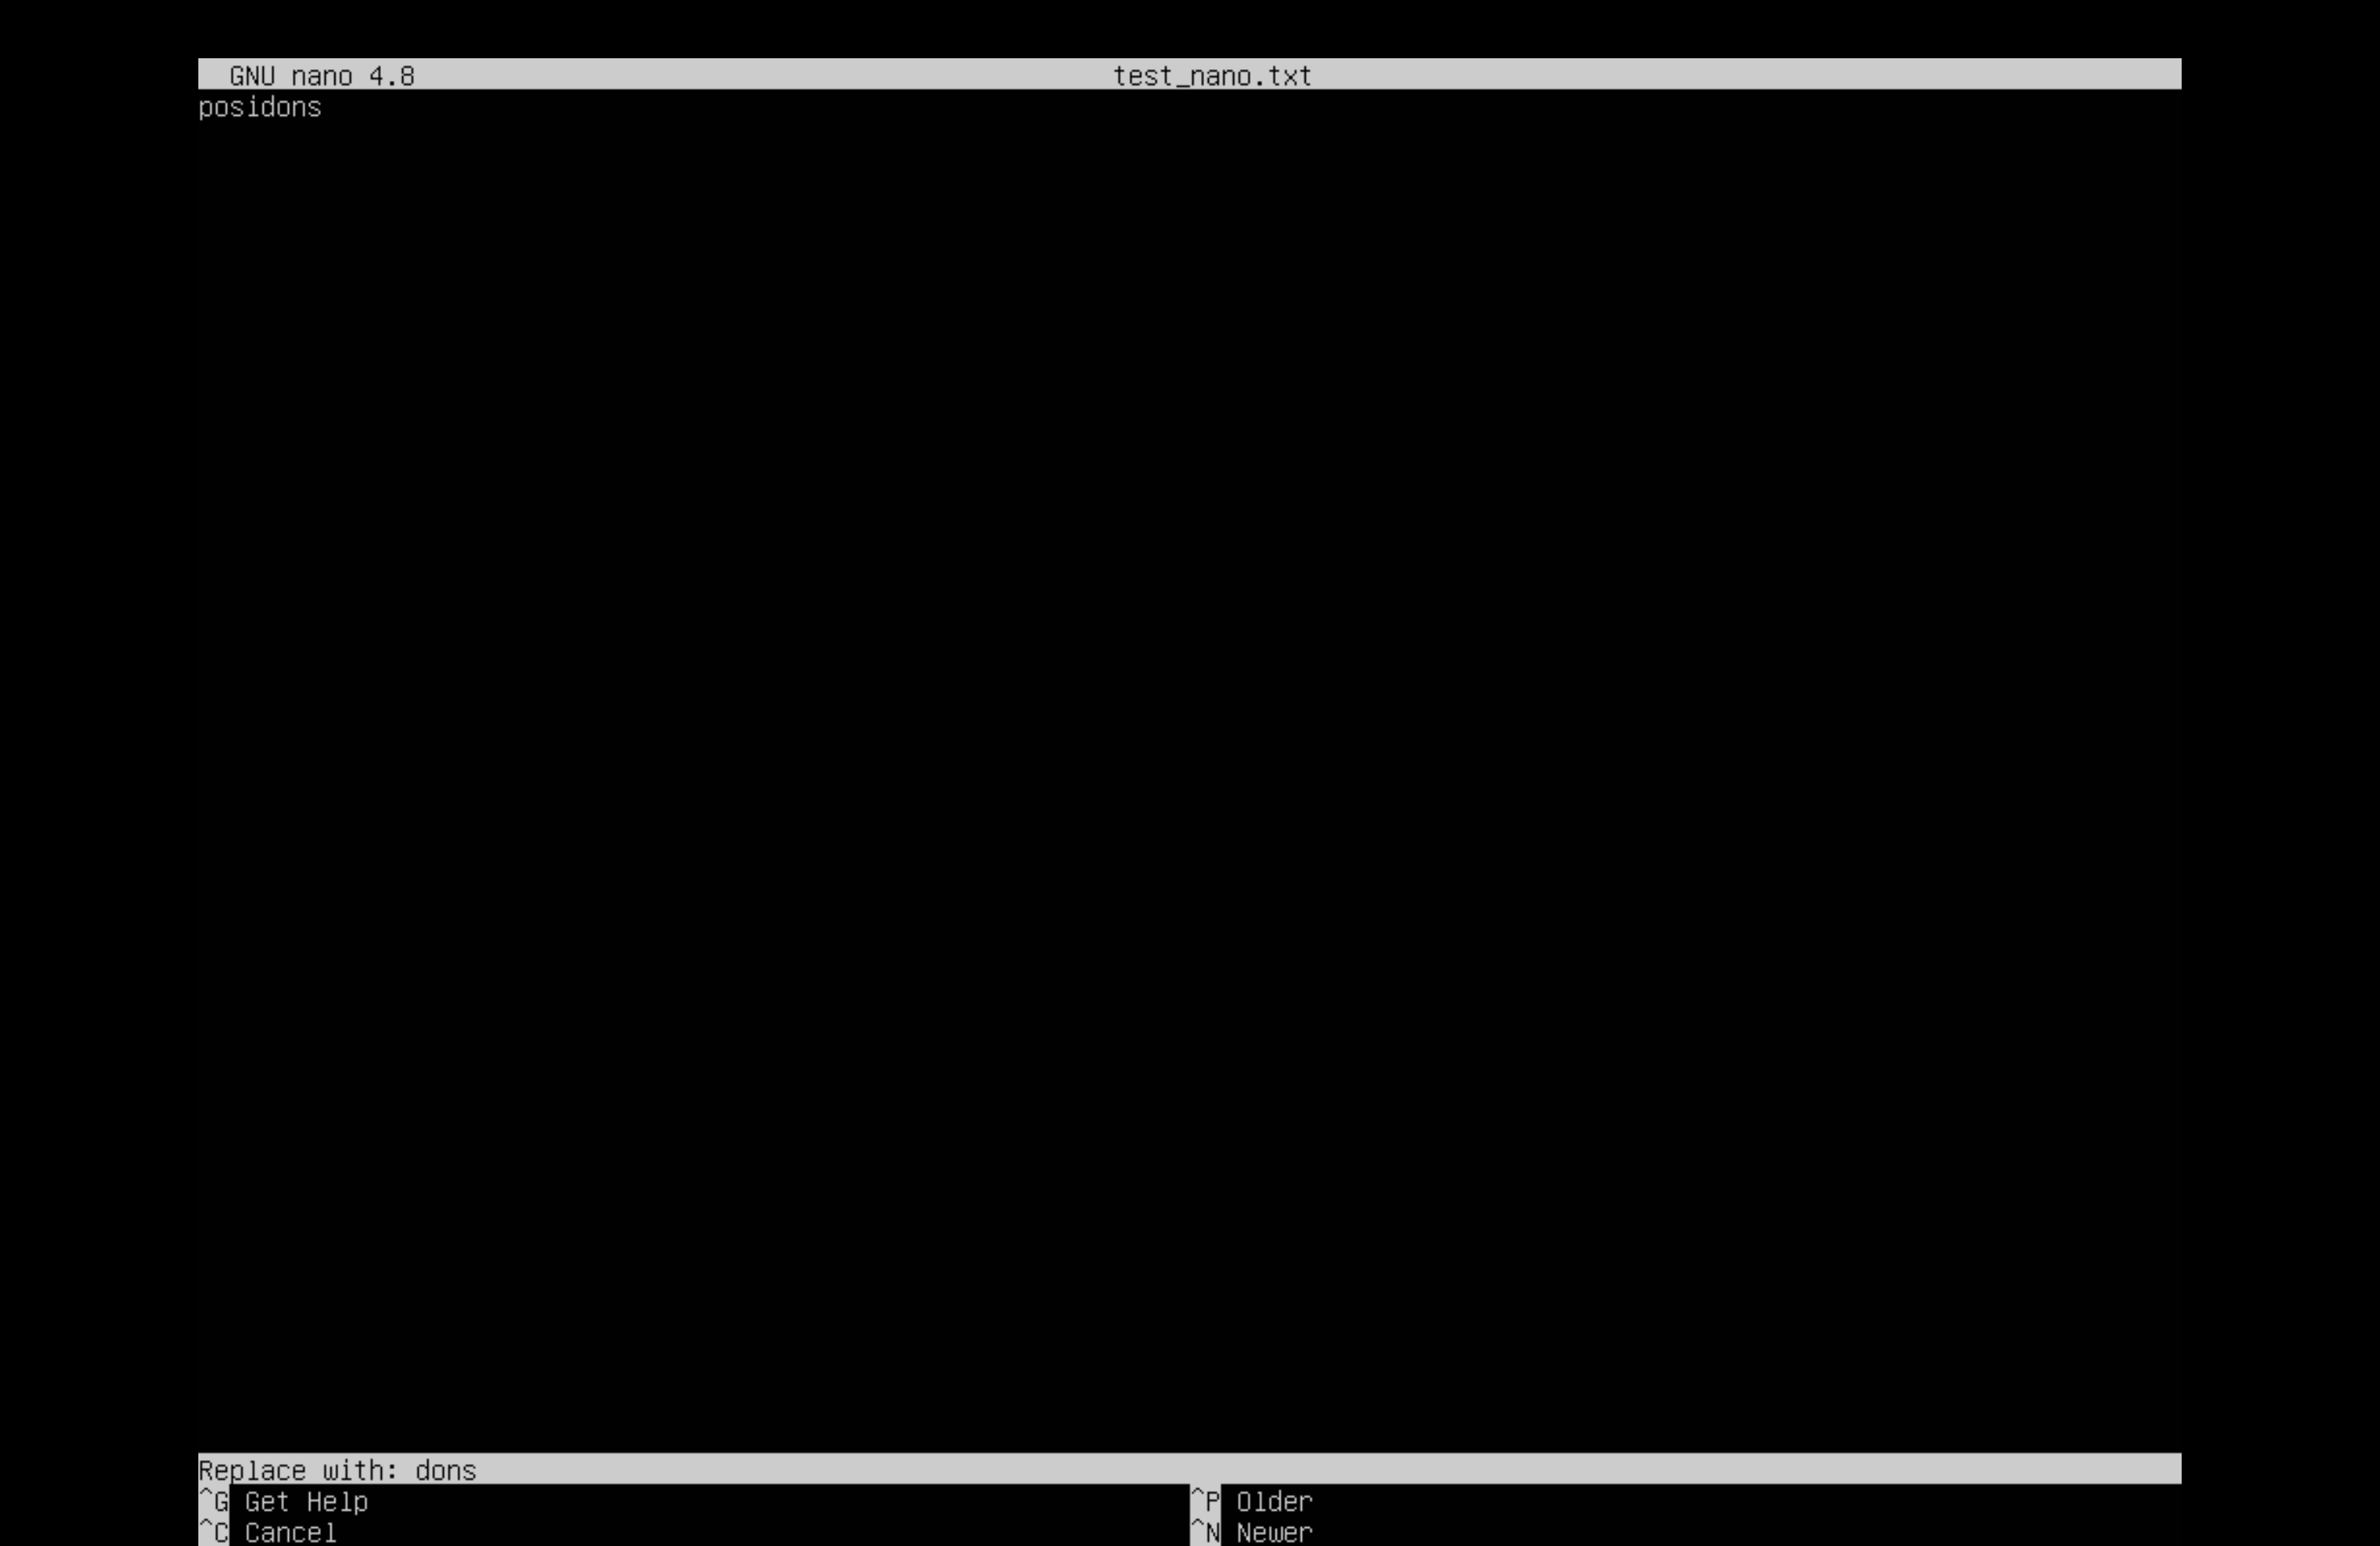 GNU nano 4.8 test_nano.txt
posidons
Replace with: dons
^G Get Help ^P Older
^C Cancel ^N Newer